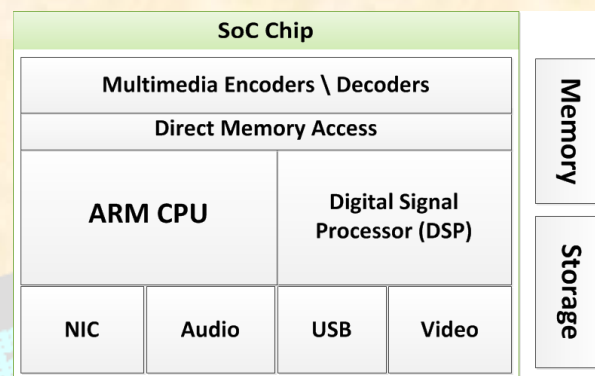 SoC Chip
Multimedia Encoders \ Decoders
Direct Memory Access
ARM CPU
Digital Signal
Processor (DSP)
NIC
Audio
USB
Video
Memory
Storage